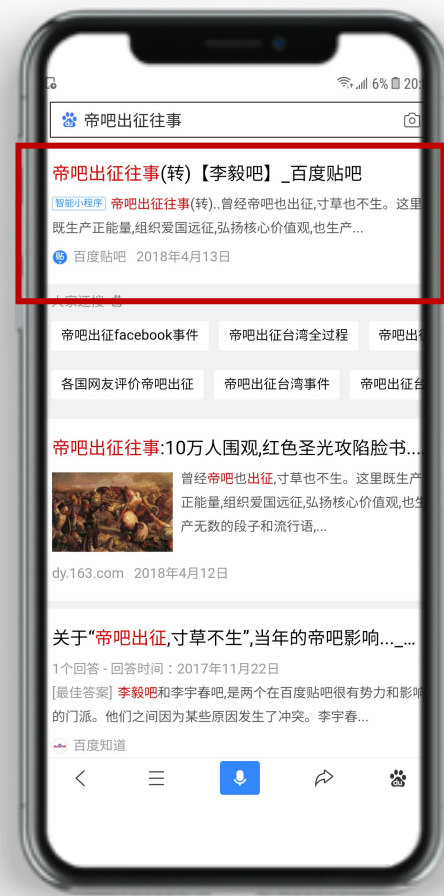 6% 20:
帝吧出征往事
帝吧出征往事(转)【李毅吧】_百度贴吧
智能小程序 帝吧出征往事(转)..曾经帝吧也出征,寸草也不生。这里
既生产正能量,组织爱国远征,弘扬核心价值观,也生产...
贴 百度贴吧 2018年4月13日
大家还搜
帝吧出征facebook事件 帝吧出征台湾全过程 帝吧出
各国网友评价帝吧出征 帝吧出征台湾事件 帝吧出征台
帝吧出征往事:10万人围观,红色圣光攻陷脸书...
曾经帝吧也出征,寸草也不生。这里既生产
正能量,组织爱国远征,弘扬核心价值观,也生
产无数的段子和流行语,...
dy.163.com 2018年4月12日
关于“帝吧出征,寸草不生”,当年的帝吧影响..._...
1个回答 - 回答时间：2017年11月22日
[最佳答案] 李毅吧和李宇春吧,是两个在百度贴吧很有势力和影响
的门派。他们之间因为某些原因发生了冲突。李宇春...
百度知道